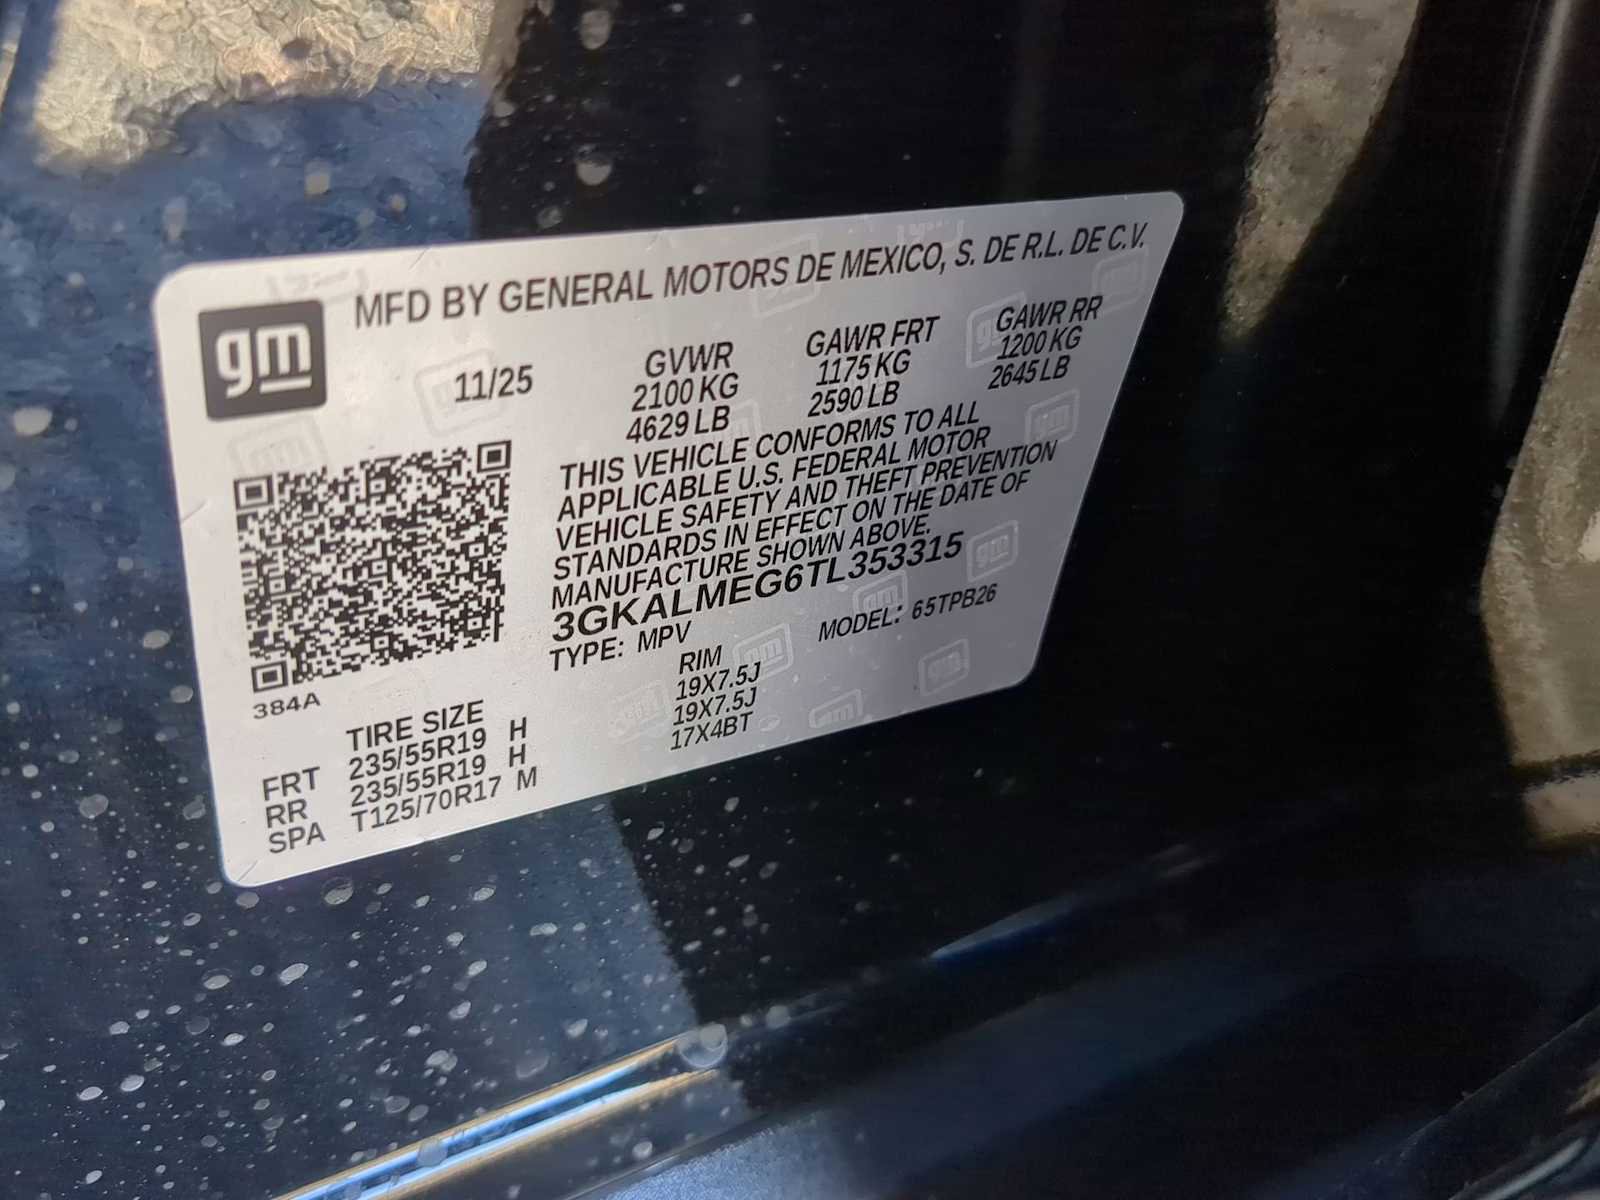 gm
MFD BY GENERAL MOTORS DE MEXICO, S. DE R.L. DE C.V.
11/25
GVWR
2100 KG
4629 LB
GAWR FRT
1175 KG
2590 LB
GAWR RR
1200 KG
2645 LB
THIS VEHICLE CONFORMS TO ALL
APPLICABLE U.S. FEDERAL MOTOR
VEHICLE SAFETY AND THEFT PREVENTION
STANDARDS IN EFFECT ON THE DATE OF
MANUFACTURE SHOWN ABOVE.
3GKALMEG6TL353315
TYPE: MPV MODEL: 65TPB26
384A
TIRE SIZE RIM
FRT 235/55R19 H 19X7.5J
RR 235/55R19 H 19X7.5J
SPA T125/70R17 M 17X4BT